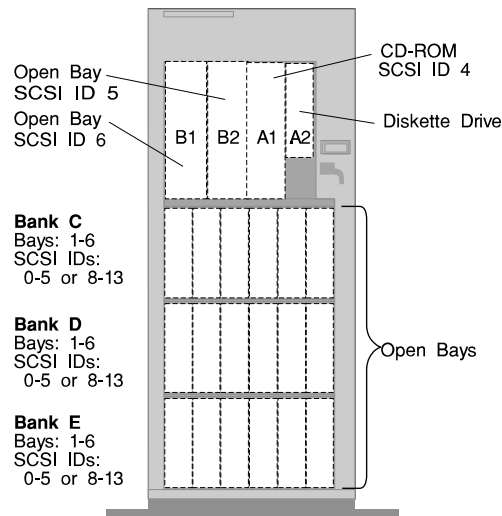 Open Bay
SCSI ID 5
Open Bay
SCSI ID 6
CD-ROM
SCSI ID 4
Diskette Drive
B1 B2 A1 A2
Bank C
Bays: 1-6
SCSI IDs:
0-5 or 8-13
Bank D
Bays: 1-6
SCSI IDs:
0-5 or 8-13
Open Bays
Bank E
Bays: 1-6
SCSI IDs:
0-5 or 8-13